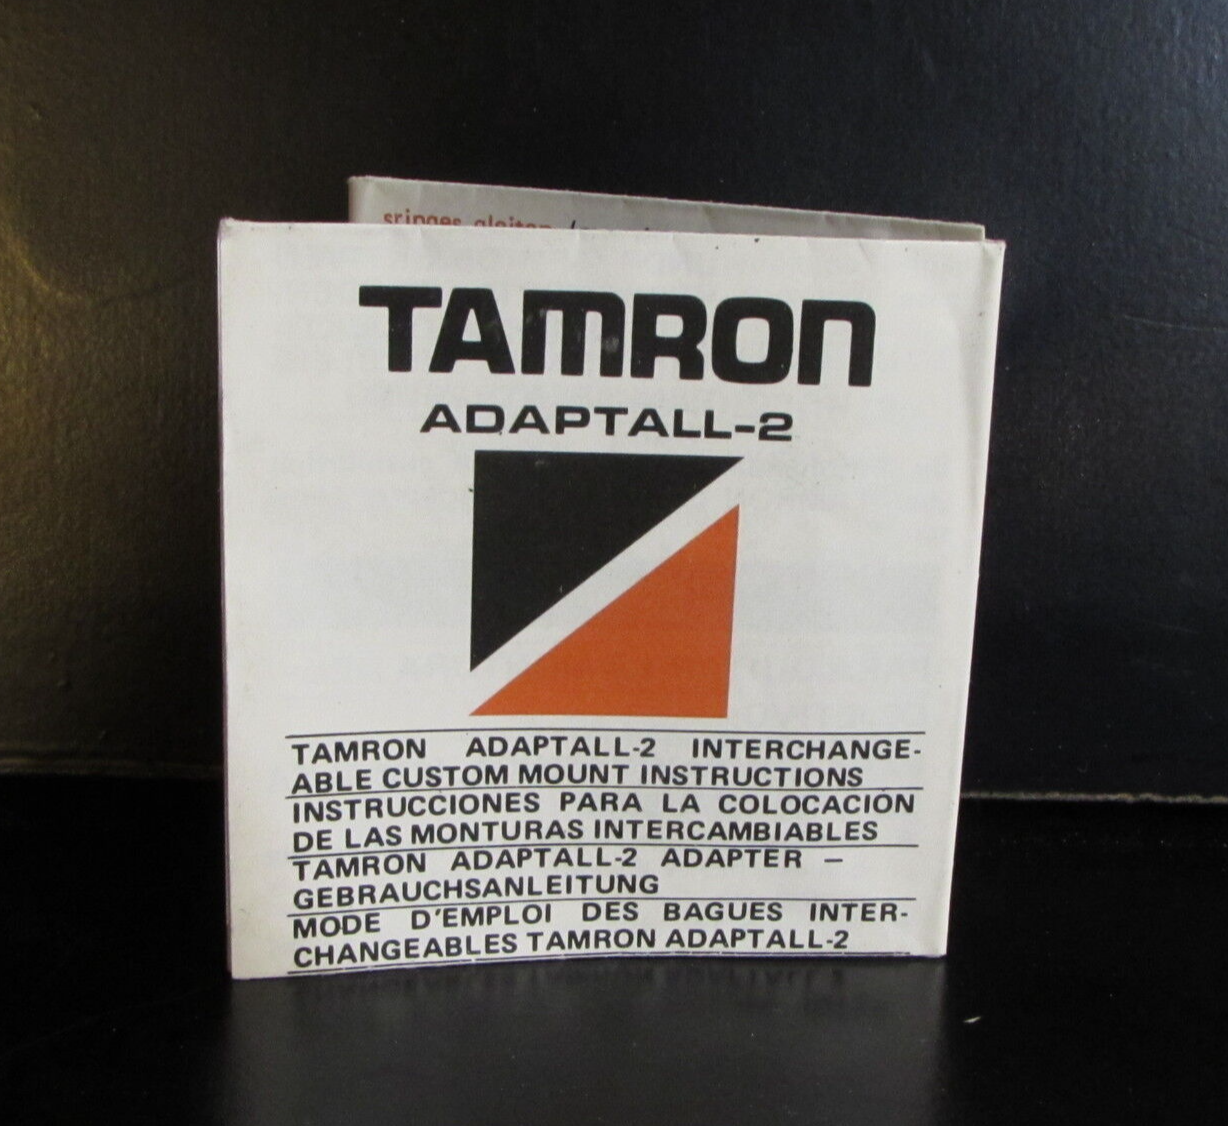 TAMRON
ADAPTALL-2
TAMRON ADAPTALL-2 INTERCHANGE-
ABLE CUSTOM MOUNT INSTRUCTIONS
INSTRUCCIONES PARA LA COLOCACIÓN
DE LAS MONTURAS INTERCAMBIABLES
TAMRON ADAPTALL-2 ADAPTER –
GEBRAUCHSANLEITUNG
MODE D'EMPLOI DES BAGUES INTER-
CHANGEABLES TAMRON ADAPTALL-2